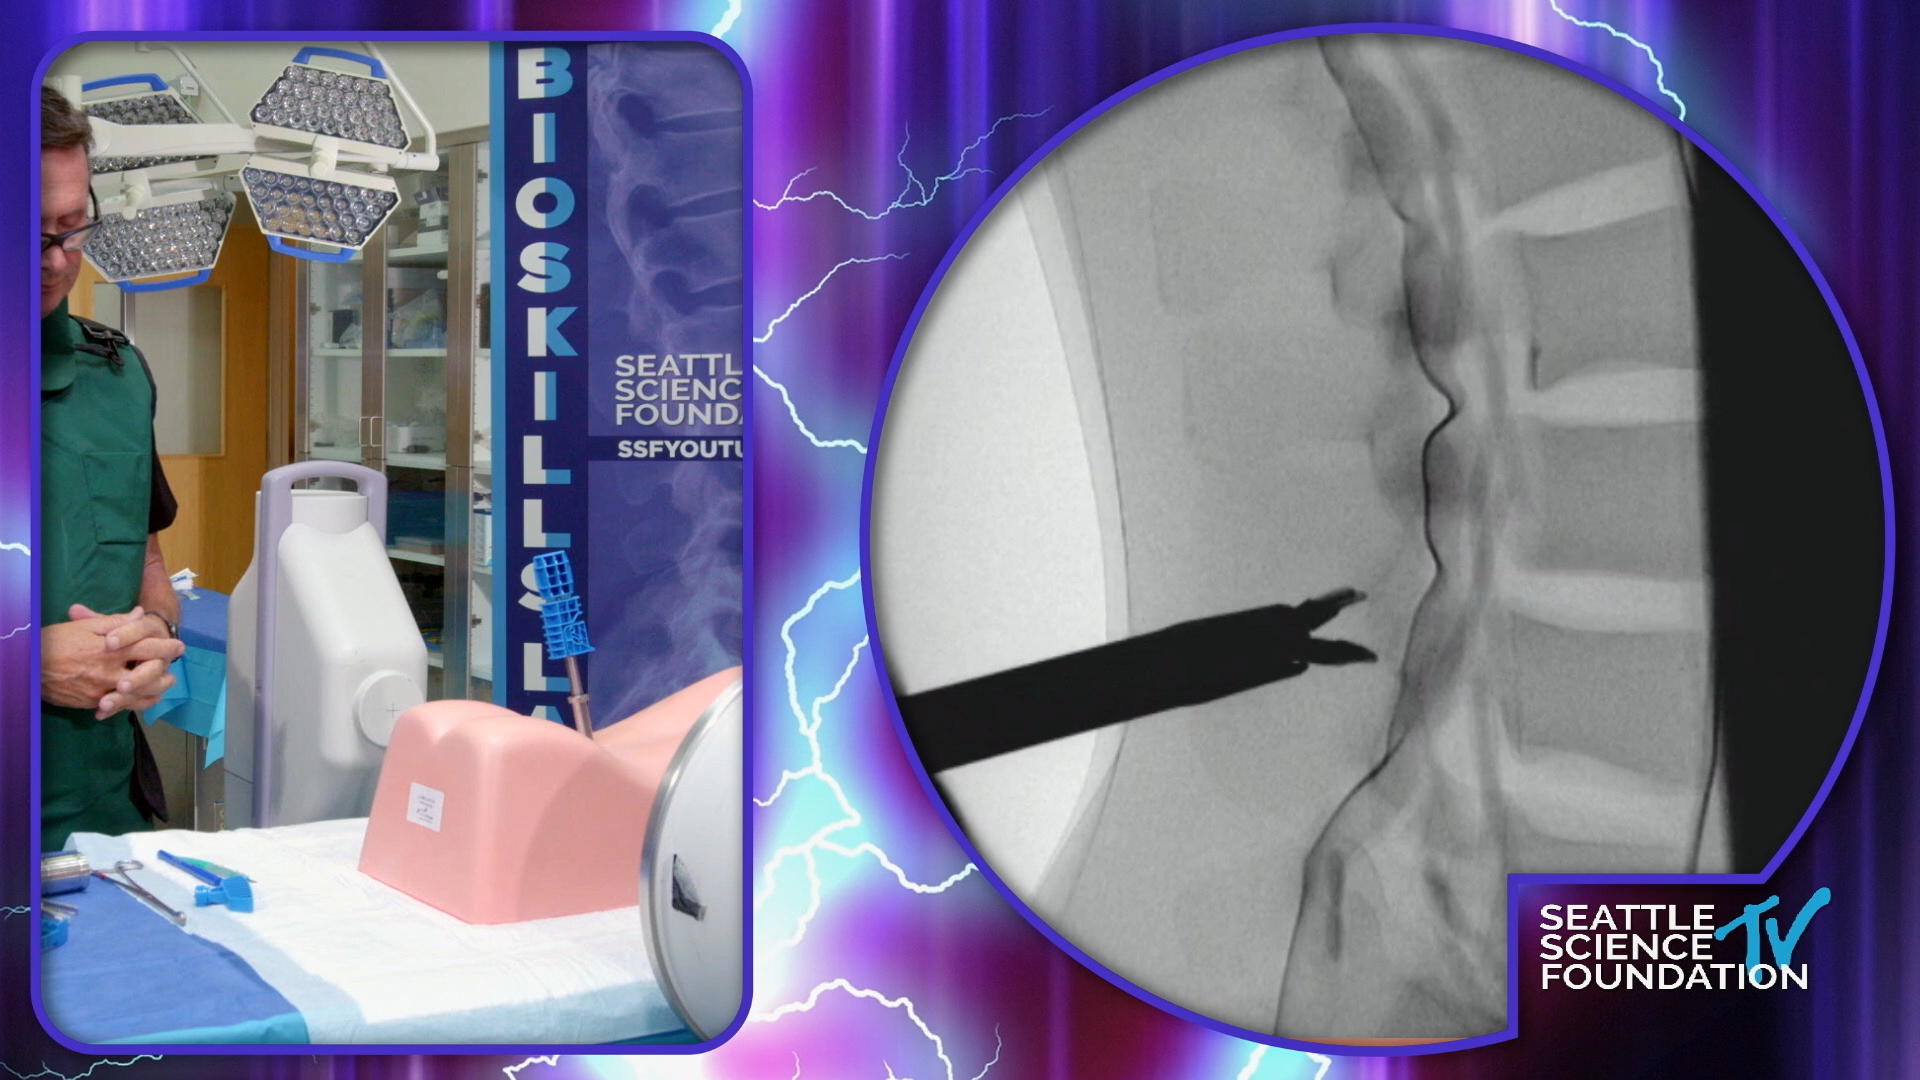 BIOSKILLS LA
SEATTL
SCIENC
FOUNDA
SSFYOUTU
SEATTLE
SCIENCE
FOUNDATION
TV